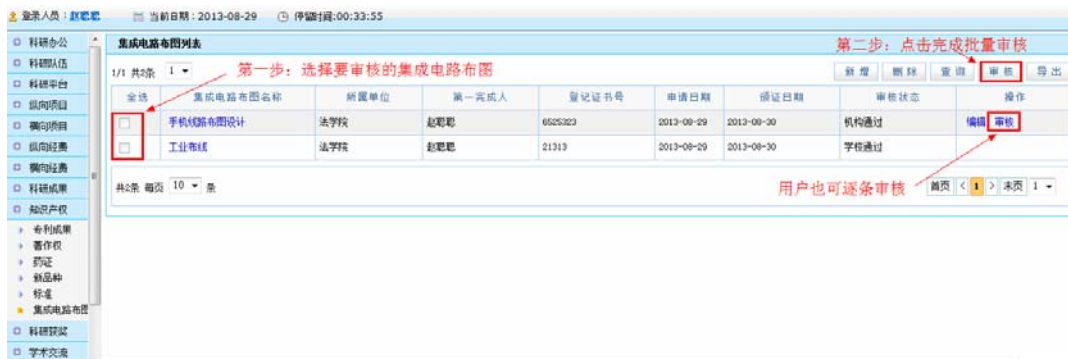 登录人员：赵聪聪 当前日期：2013-08-29 停留时间:00:33:55
科研办公
科研队伍
科研平台
纵向项目
横向项目
纵向经费
横向经费
科研成果
知识产权
专利成果
著作权
药证
新品种
标准
集成电路布图
科研获奖
学术交流
集成电路布图列表
第二步：点击完成批量审核
1/1 共2条 1
第一步：选择要审核的集成电路布图
新增 删除 查询 审核 导出
全选 集成电路布图名称 所属单位 第一完成人 登记证书号 申请日期 颁证日期 审核状态 操作
手机线路布图设计 法学院 赵聪聪 6525323 2013-08-29 2013-08-30 机构通过 编辑 审核
工业布线 法学院 赵聪聪 21313 2013-08-29 2013-08-30 学校通过
共2条 每页 10 条
用户也可逐条审核
首页 < 1 > 末页 1